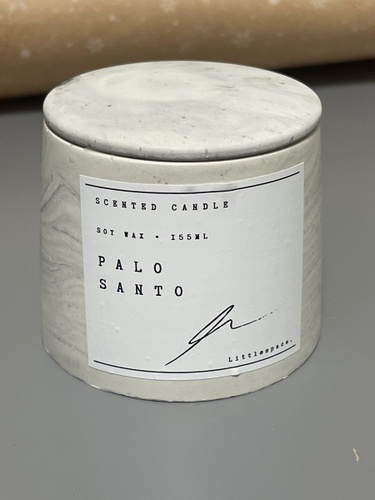 SCENTED CANDLE
SOY WAX • 155ML
PALO
SANTO
Littlespace.